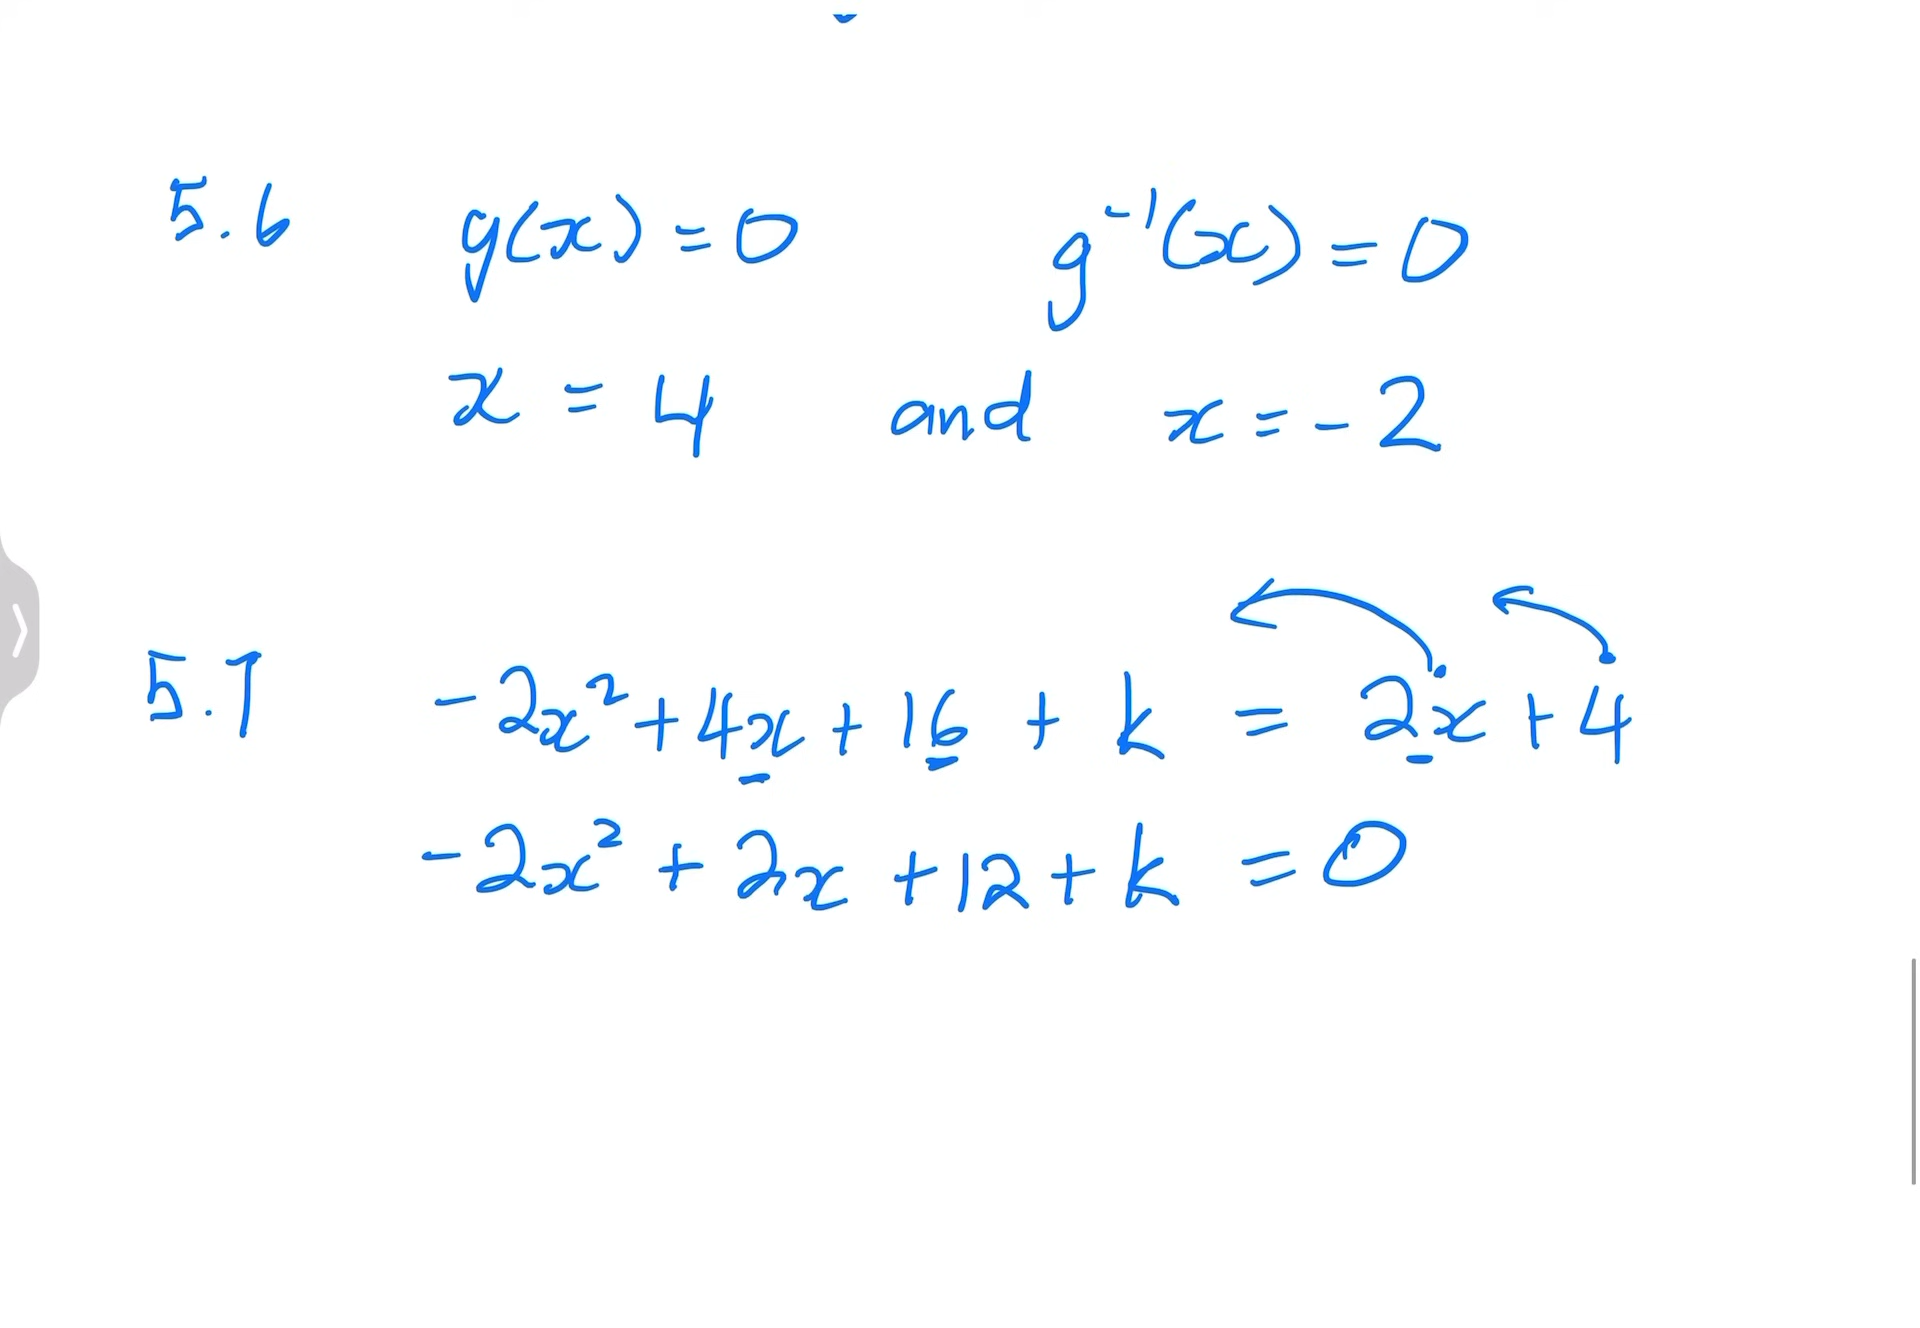 5.6 g(x) = 0 g⁻¹(x) = 0
x = 4 and x = -2
5.7 -2x² + 4x + 16 + k = 2x + 4
-2x² + 2x + 12 + k = 0